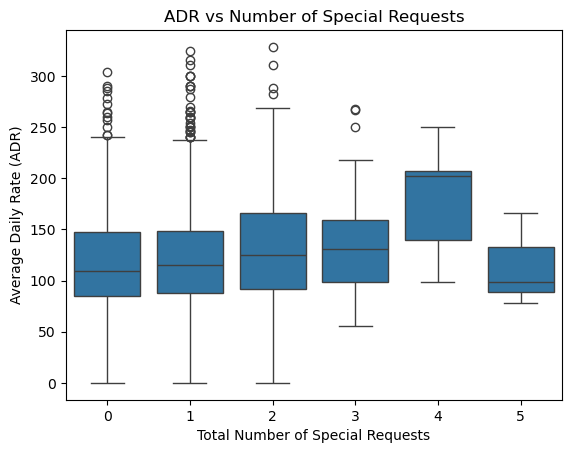 ADR vs Number of Special Requests
Average Daily Rate (ADR)
300
250
200
150
100
50
0
0 1 2 3 4 5
Total Number of Special Requests